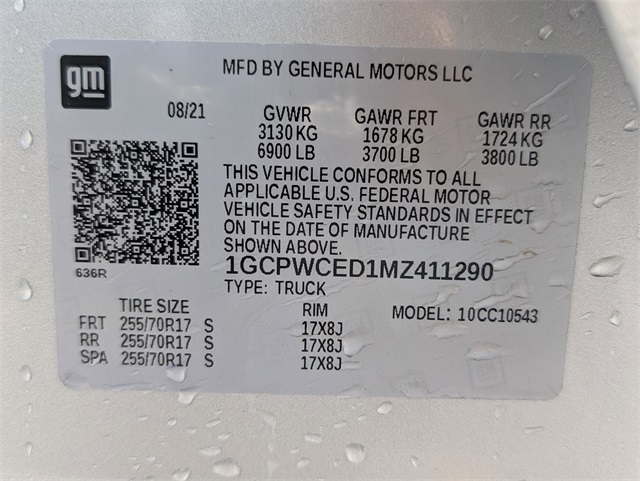 gm
MFD BY GENERAL MOTORS LLC
08/21 GVWR GAWR FRT GAWR RR
3130 KG 1678 KG 1724 KG
6900 LB 3700 LB 3800 LB
THIS VEHICLE CONFORMS TO ALL
APPLICABLE U.S. FEDERAL MOTOR
VEHICLE SAFETY STANDARDS IN EFFECT
ON THE DATE OF MANUFACTURE
SHOWN ABOVE.
636R
1GCPWCED1MZ411290
TYPE: TRUCK
TIRE SIZE RIM MODEL: 10CC10543
FRT 255/70R17 S 17X8J
RR 255/70R17 S 17X8J
SPA 255/70R17 S 17X8J